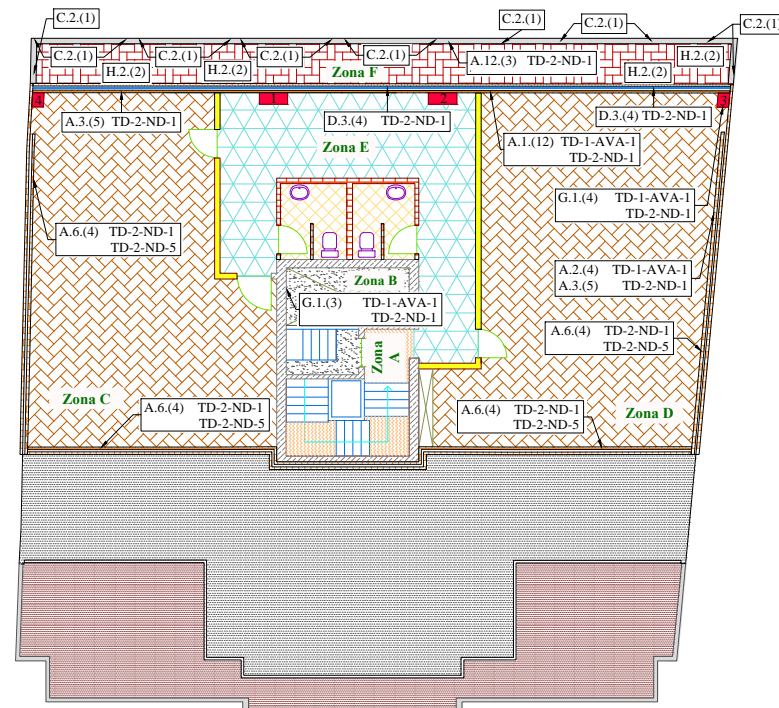 C.2.(1)
C.2.(1)
C.2.(1)
C.2.(1)
C.2.(1)
C.2.(1)
C.2.(1)
C.2.(1)
H.2.(2)
H.2.(2)
Zona F
A.12.(3) TD-2-ND-1
H.2.(2)
H.2.(2)
4
1
2
3
A.3.(5) TD-2-ND-1
D.3.(4) TD-2-ND-1
D.3.(4) TD-2-ND-1
Zona E
A.1.(12) TD-1-AVA-1
TD-2-ND-1
A.6.(4) TD-2-ND-1
TD-2-ND-5
G.1.(4) TD-1-AVA-1
TD-2-ND-1
A.2.(4) TD-1-AVA-1
A.3.(5) TD-2-ND-1
Zona B
G.1.(3) TD-1-AVA-1
TD-2-ND-1
A.6.(4) TD-2-ND-1
TD-2-ND-5
Zona
A
Zona C
A.6.(4) TD-2-ND-1
TD-2-ND-5
A.6.(4) TD-2-ND-1
TD-2-ND-5
Zona D